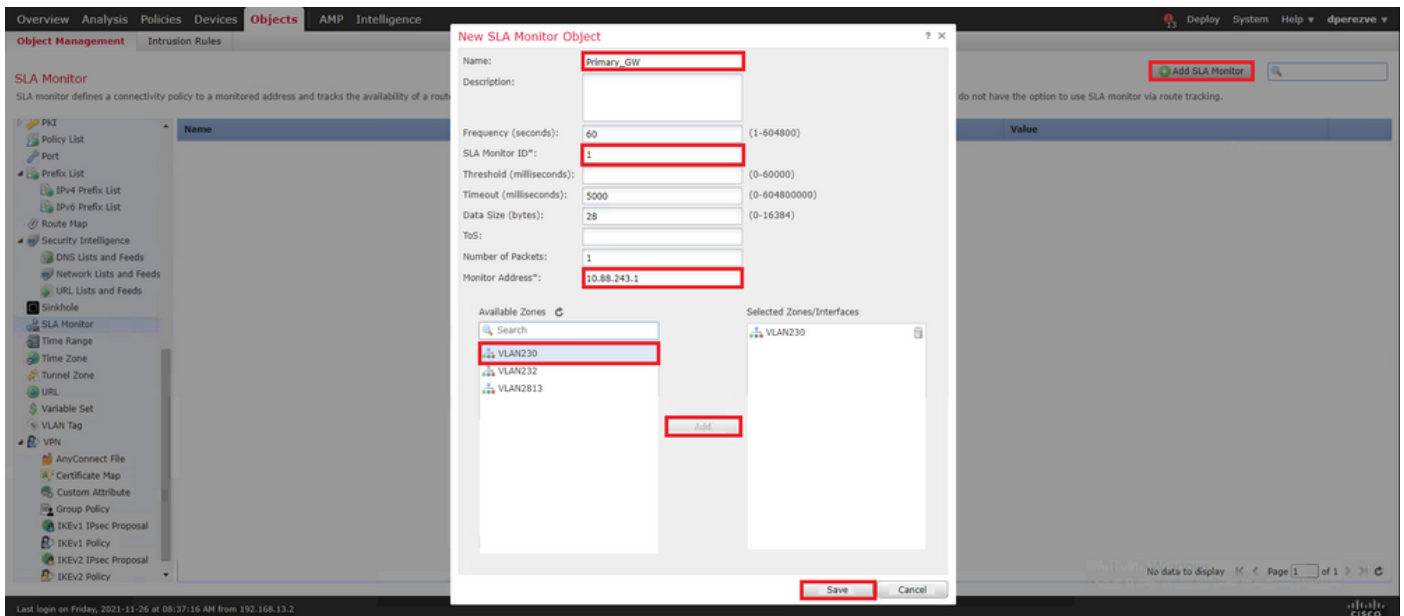 Overview Analysis Policies Devices Objects AMP Intelligence
13 Deploy System Help dperezve
Object Management Intrusion Rules
SLA Monitor
Add SLA Monitor
SLA monitor defines a connectivity policy to a monitored address and tracks the availability of a rout
do not have the option to use SLA monitor via route tracking.
PKI
Policy List
Port
Prefix List
IPv4 Prefix List
IPv6 Prefix List
Route Map
Security Intelligence
DNS Lists and Feeds
Network Lists and Feeds
URL Lists and Feeds
Sinkhole
SLA Monitor
Time Range
Time Zone
Tunnel Zone
URL
Variable Set
VLAN Tag
VPN
AnyConnect File
Certificate Map
Custom Attribute
Group Policy
IKEv1 IPsec Proposal
IKEv1 Policy
IKEv2 IPsec Proposal
IKEv2 Policy
Name Value
New SLA Monitor Object ? ×
Name: Primary_GW
Description:
Frequency (seconds): 60 (1-604800)
SLA Monitor ID*: 1
Threshold (milliseconds): (0-60000)
Timeout (milliseconds): 5000 (0-604800000)
Data Size (bytes): 28 (0-16384)
ToS:
Number of Packets: 1
Monitor Address*: 10.88.243.1
Available Zones
Search
VLAN230
VLAN232
VLAN2813
Add
Selected Zones/Interfaces
VLAN230
Save Cancel
No data to display Page 1 of 1
Last login on Friday, 2021-11-26 at 08:37:16 AM from 192.168.13.2
CISCO